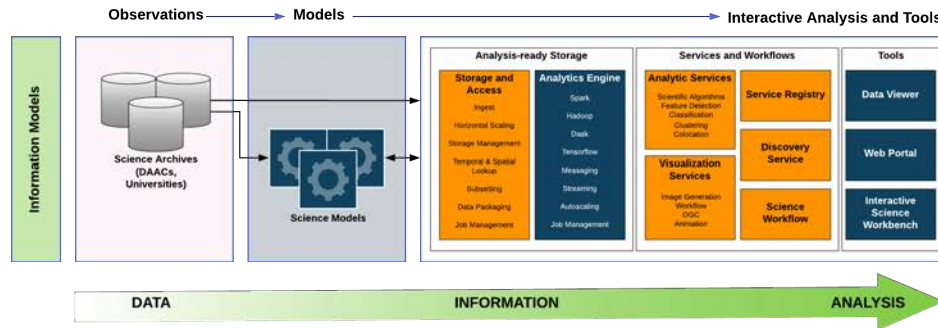 Observations
Models
Interactive Analysis and Tools
Information Models
Science Archives
(DAACs,
Universities)
Science Models
Analysis-ready Storage
Storage and
Access
Ingest
Horizontal Scaling
Storage Management
Temporal & Spatial
Lookup
Subsetting
Data Packaging
Job Management
Analytics Engine
Spark
Hadoop
Dask
Tensorflow
Messaging
Streaming
Autoscaling
Job Management
Services and Workflows
Analytic Services
Scientific Algorithms
Feature Detection
Classification
Clustering
Colocation
Visualization
Services
Image Generation
Workflow
OGC
Animation
Service Registry
Discovery
Service
Science
Workflow
Tools
Data Viewer
Web Portal
Interactive
Science
Workbench
DATA
INFORMATION
ANALYSIS